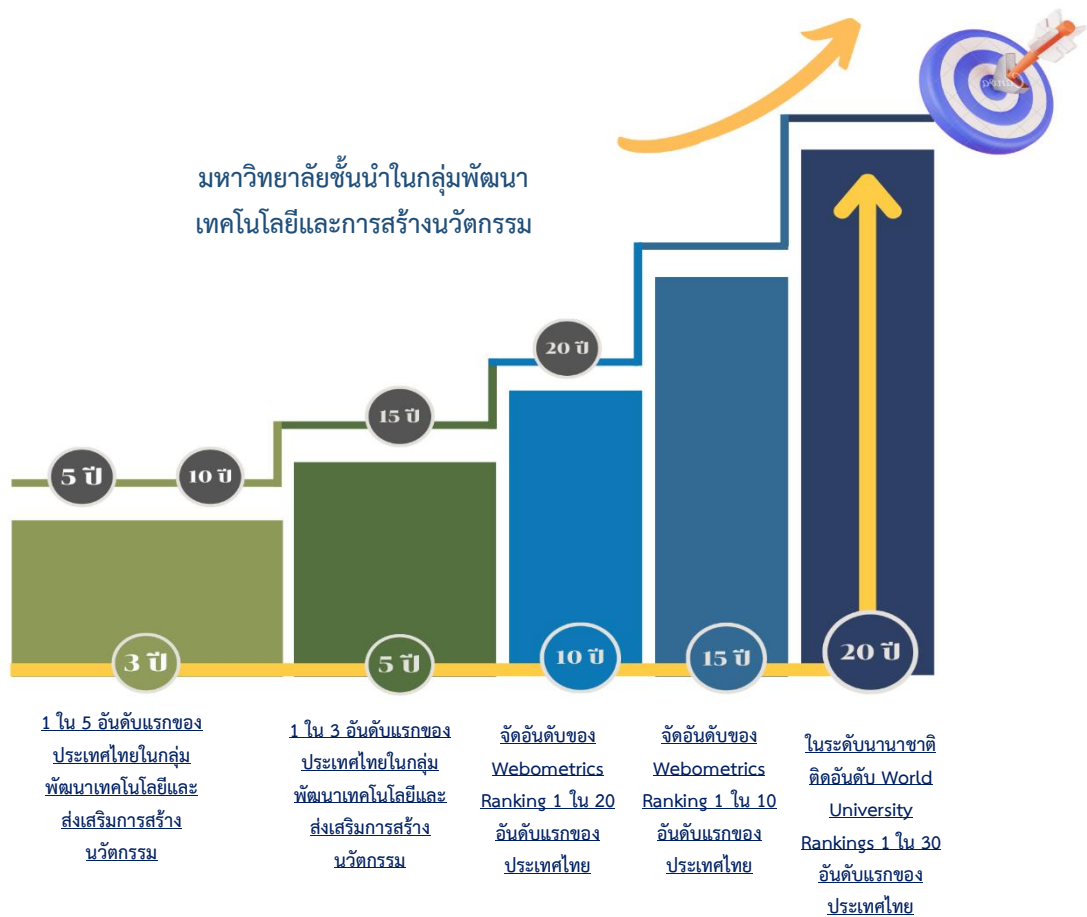 มหาวิทยาลัยชั้นนำในกลุ่มพัฒนา
เทคโนโลยีและการสร้างนวัตกรรม
20 ปี
15 ปี
5 ปี
10 ปี
3 ปี
5 ปี
10 ปี
15 ปี
20 ปี
1 ใน 5 อันดับแรกของ
ประเทศไทยในกลุ่ม
พัฒนาเทคโนโลยีและ
ส่งเสริมการสร้าง
นวัตกรรม
1 ใน 3 อันดับแรกของ
ประเทศไทยในกลุ่ม
พัฒนาเทคโนโลยีและ
ส่งเสริมการสร้าง
นวัตกรรม
จัดอันดับของ
Webometrics
Ranking 1 ใน 20
อันดับแรกของ
ประเทศไทย
จัดอันดับของ
Webometrics
Ranking 1 ใน 10
อันดับแรกของ
ประเทศไทย
ในระดับนานาชาติ
ติดอันดับ World
University
Rankings 1 ใน 30
อันดับแรกของ
ประเทศไทย